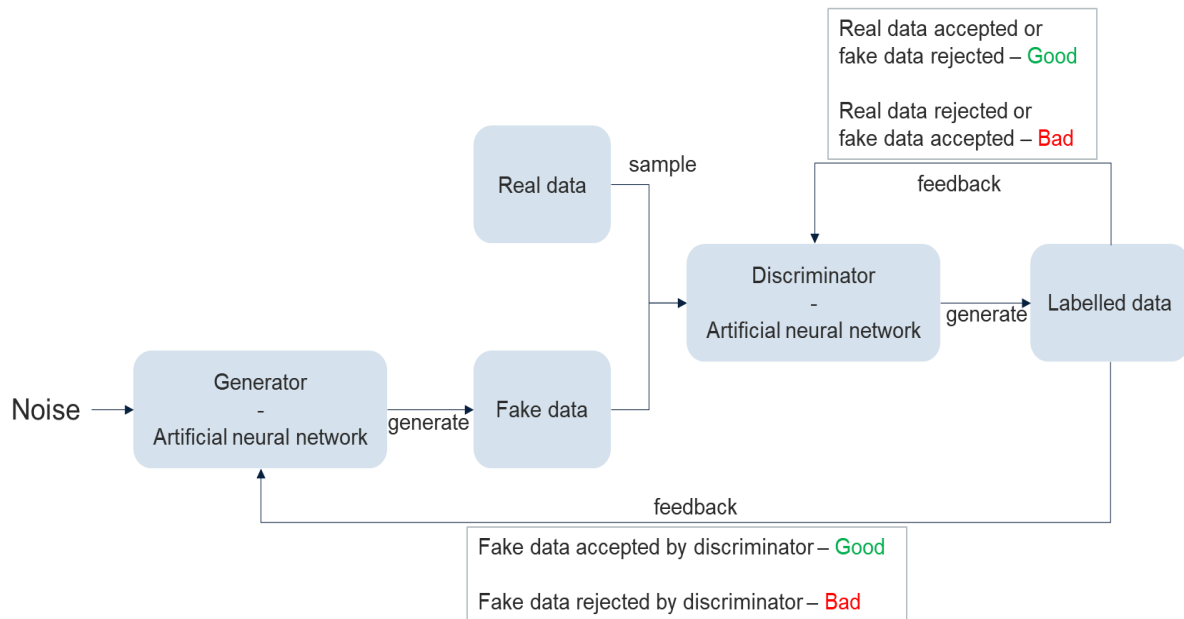 Real data accepted or
fake data rejected – Good
Real data rejected or
fake data accepted – Bad
sample
Real data
feedback
Discriminator
-
Artificial neural network
generate
Labelled data
Noise
Generator
-
Artificial neural network
generate
Fake data
feedback
Fake data accepted by discriminator – Good
Fake data rejected by discriminator – Bad